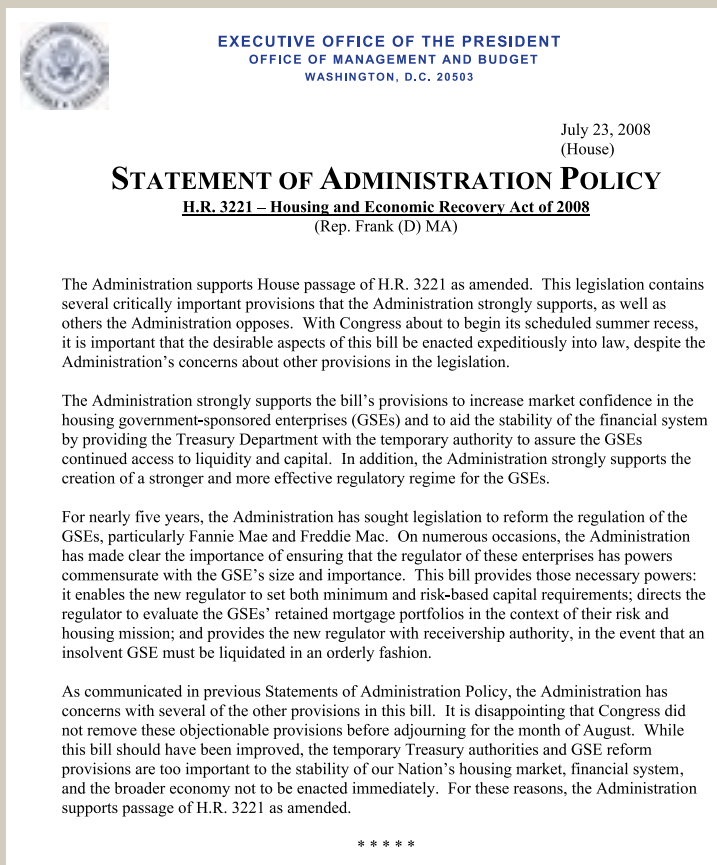 EXECUTIVE OFFICE OF THE PRESIDENT
OFFICE OF MANAGEMENT AND BUDGET
WASHINGTON, D.C. 20503
July 23, 2008
(House)
STATEMENT OF ADMINISTRATION POLICY
H.R. 3221 – Housing and Economic Recovery Act of 2008
(Rep. Frank (D) MA)
The Administration supports House passage of H.R. 3221 as amended.  This legislation contains
several critically important provisions that the Administration strongly supports, as well as
others the Administration opposes.  With Congress about to begin its scheduled summer recess,
it is important that the desirable aspects of this bill be enacted expeditiously into law, despite the
Administration’s concerns about other provisions in the legislation.
The Administration strongly supports the bill’s provisions to increase market confidence in the
housing government-sponsored enterprises (GSEs) and to aid the stability of the financial system
by providing the Treasury Department with the temporary authority to assure the GSEs
continued access to liquidity and capital.  In addition, the Administration strongly supports the
creation of a stronger and more effective regulatory regime for the GSEs.
For nearly five years, the Administration has sought legislation to reform the regulation of the
GSEs, particularly Fannie Mae and Freddie Mac.  On numerous occasions, the Administration
has made clear the importance of ensuring that the regulator of these enterprises has powers
commensurate with the GSE’s size and importance.  This bill provides those necessary powers:
it enables the new regulator to set both minimum and risk-based capital requirements; directs the
regulator to evaluate the GSEs’ retained mortgage portfolios in the context of their risk and
housing mission; and provides the new regulator with receivership authority, in the event that an
insolvent GSE must be liquidated in an orderly fashion.
As communicated in previous Statements of Administration Policy, the Administration has
concerns with several of the other provisions in this bill.  It is disappointing that Congress did
not remove these objectionable provisions before adjourning for the month of August.  While
this bill should have been improved, the temporary Treasury authorities and GSE reform
provisions are too important to the stability of our Nation’s housing market, financial system,
and the broader economy not to be enacted immediately.  For these reasons, the Administration
supports passage of H.R. 3221 as amended.
* * * * *